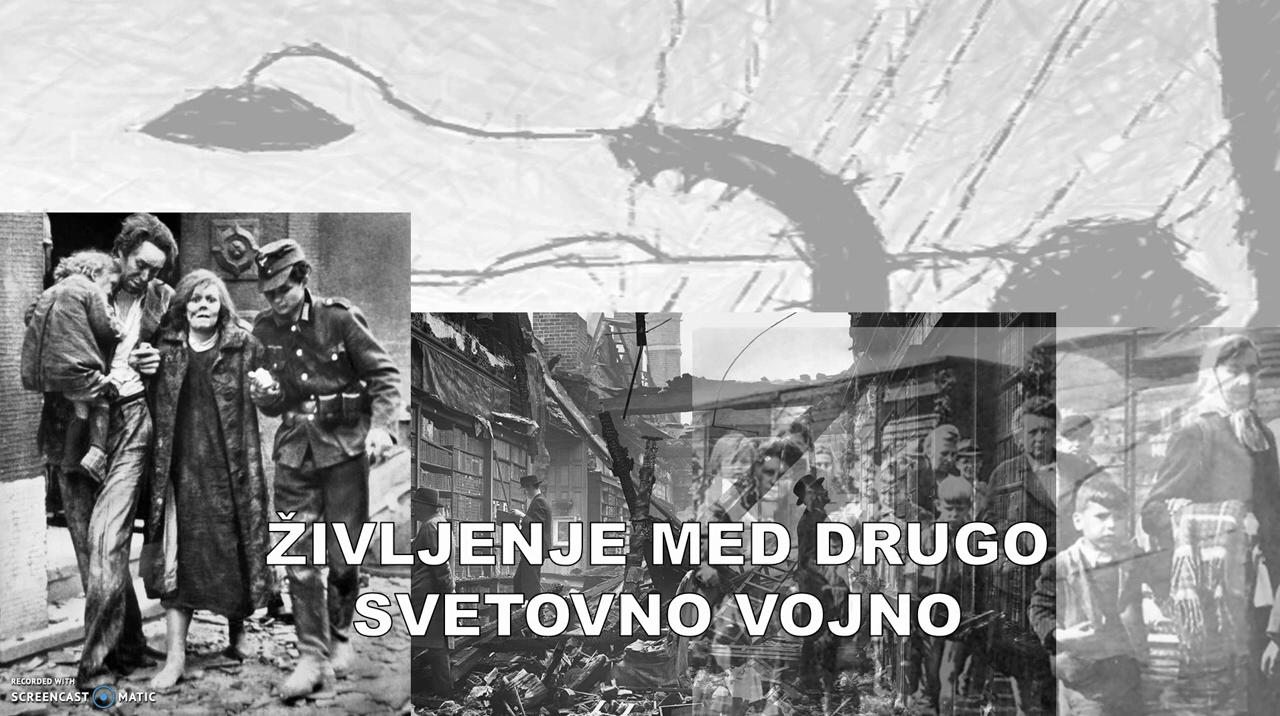 ŽIVLJENJE MED DRUGO
SVETOVNO VOJNO
RECORDED WITH
SCREENCAST MATIC